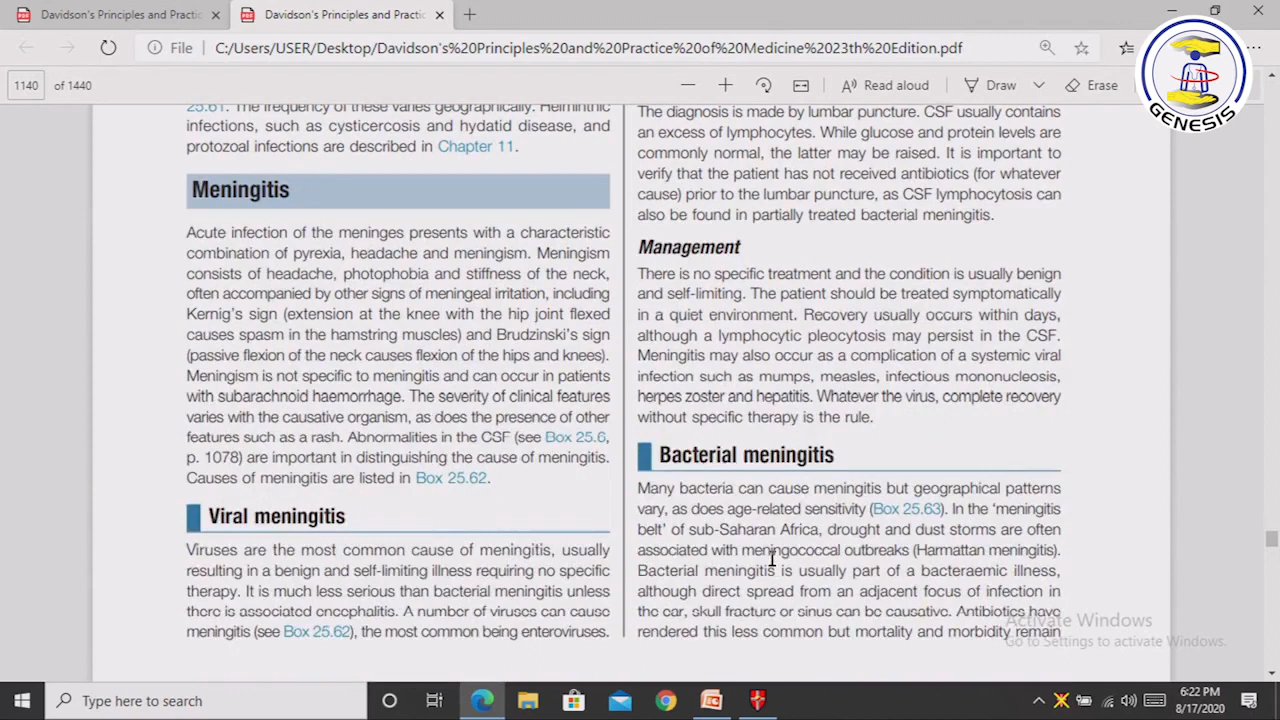 Davidson's Principles and Practic
Davidson's Principles and Practic
File
C:/Users/USER/Desktop/Davidson's%20Principles%20and%20Practice%20of%20Medicine%2023th%20Edition.pdf
1140 of 1440
Read aloud
Draw
Erase
GENESIS
25.61. The frequency of these varies geographically. Helminthic
infections, such as cysticercosis and hydatid disease, and
protozoal infections are described in Chapter 11.
Meningitis
Acute infection of the meninges presents with a characteristic
combination of pyrexia, headache and meningism. Meningism
consists of headache, photophobia and stiffness of the neck,
often accompanied by other signs of meningeal irritation, including
Kernig's sign (extension at the knee with the hip joint flexed
causes spasm in the hamstring muscles) and Brudzinski's sign
(passive flexion of the neck causes flexion of the hips and knees).
Meningism is not specific to meningitis and can occur in patients
with subarachnoid haemorrhage. The severity of clinical features
varies with the causative organism, as does the presence of other
features such as a rash. Abnormalities in the CSF (see Box 25.6,
p. 1078) are important in distinguishing the cause of meningitis.
Causes of meningitis are listed in Box 25.62.
Viral meningitis
Viruses are the most common cause of meningitis, usually
resulting in a benign and self-limiting illness requiring no specific
therapy. It is much less serious than bacterial meningitis unless
there is associated encephalitis. A number of viruses can cause
meningitis (see Box 25.62), the most common being enteroviruses.
The diagnosis is made by lumbar puncture. CSF usually contains
an excess of lymphocytes. While glucose and protein levels are
commonly normal, the latter may be raised. It is important to
verify that the patient has not received antibiotics (for whatever
cause) prior to the lumbar puncture, as CSF lymphocytosis can
also be found in partially treated bacterial meningitis.
Management
There is no specific treatment and the condition is usually benign
and self-limiting. The patient should be treated symptomatically
in a quiet environment. Recovery usually occurs within days,
although a lymphocytic pleocytosis may persist in the CSF.
Meningitis may also occur as a complication of a systemic viral
infection such as mumps, measles, infectious mononucleosis,
herpes zoster and hepatitis. Whatever the virus, complete recovery
without specific therapy is the rule.
Bacterial meningitis
Many bacteria can cause meningitis but geographical patterns
vary, as does age-related sensitivity (Box 25.63). In the 'meningitis
belt' of sub-Saharan Africa, drought and dust storms are often
associated with meningococcal outbreaks (Harmattan meningitis).
Bacterial meningitis is usually part of a bacteraemic illness,
although direct spread from an adjacent focus of infection in
the ear, skull fracture or sinus can be causative. Antibiotics have
rendered this less common but mortality and morbidity remain
Activate Windows
Go to Settings to activate Windows.
Type here to search
6:22 PM
8/17/2020